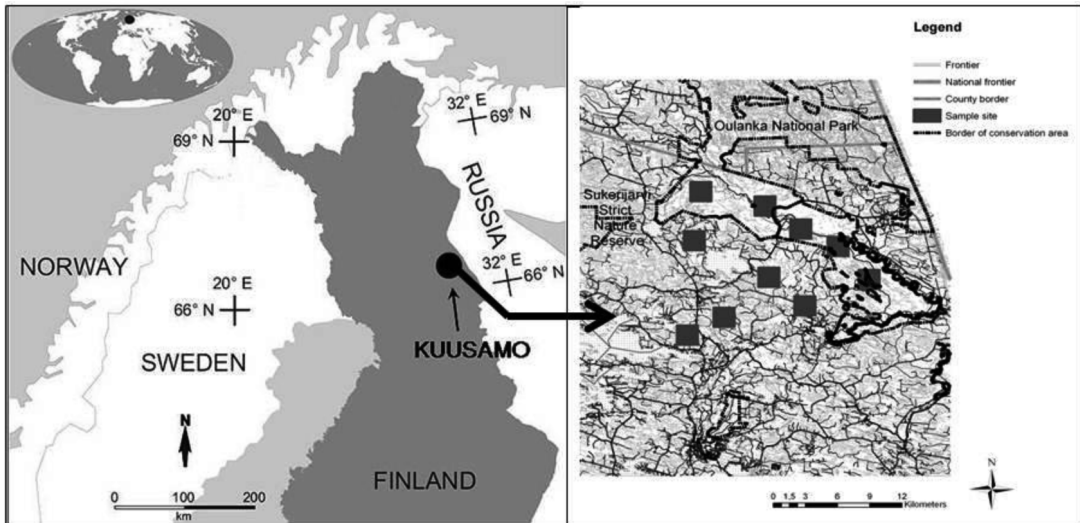 20° E
69° N
32° E
69° N
RUSSIA
NORWAY
20° E
66° N
32° E
66° N
KUUSAMO
SWEDEN
N
FINLAND
0 100 200
km
Legend
Frontier
National frontier
County border
Sample site
Border of conservation area
Oulanka National Park
Sukerijärvi
Strict
Nature
Reserve
N
0 1,5 3 6 9 12
Kilometers